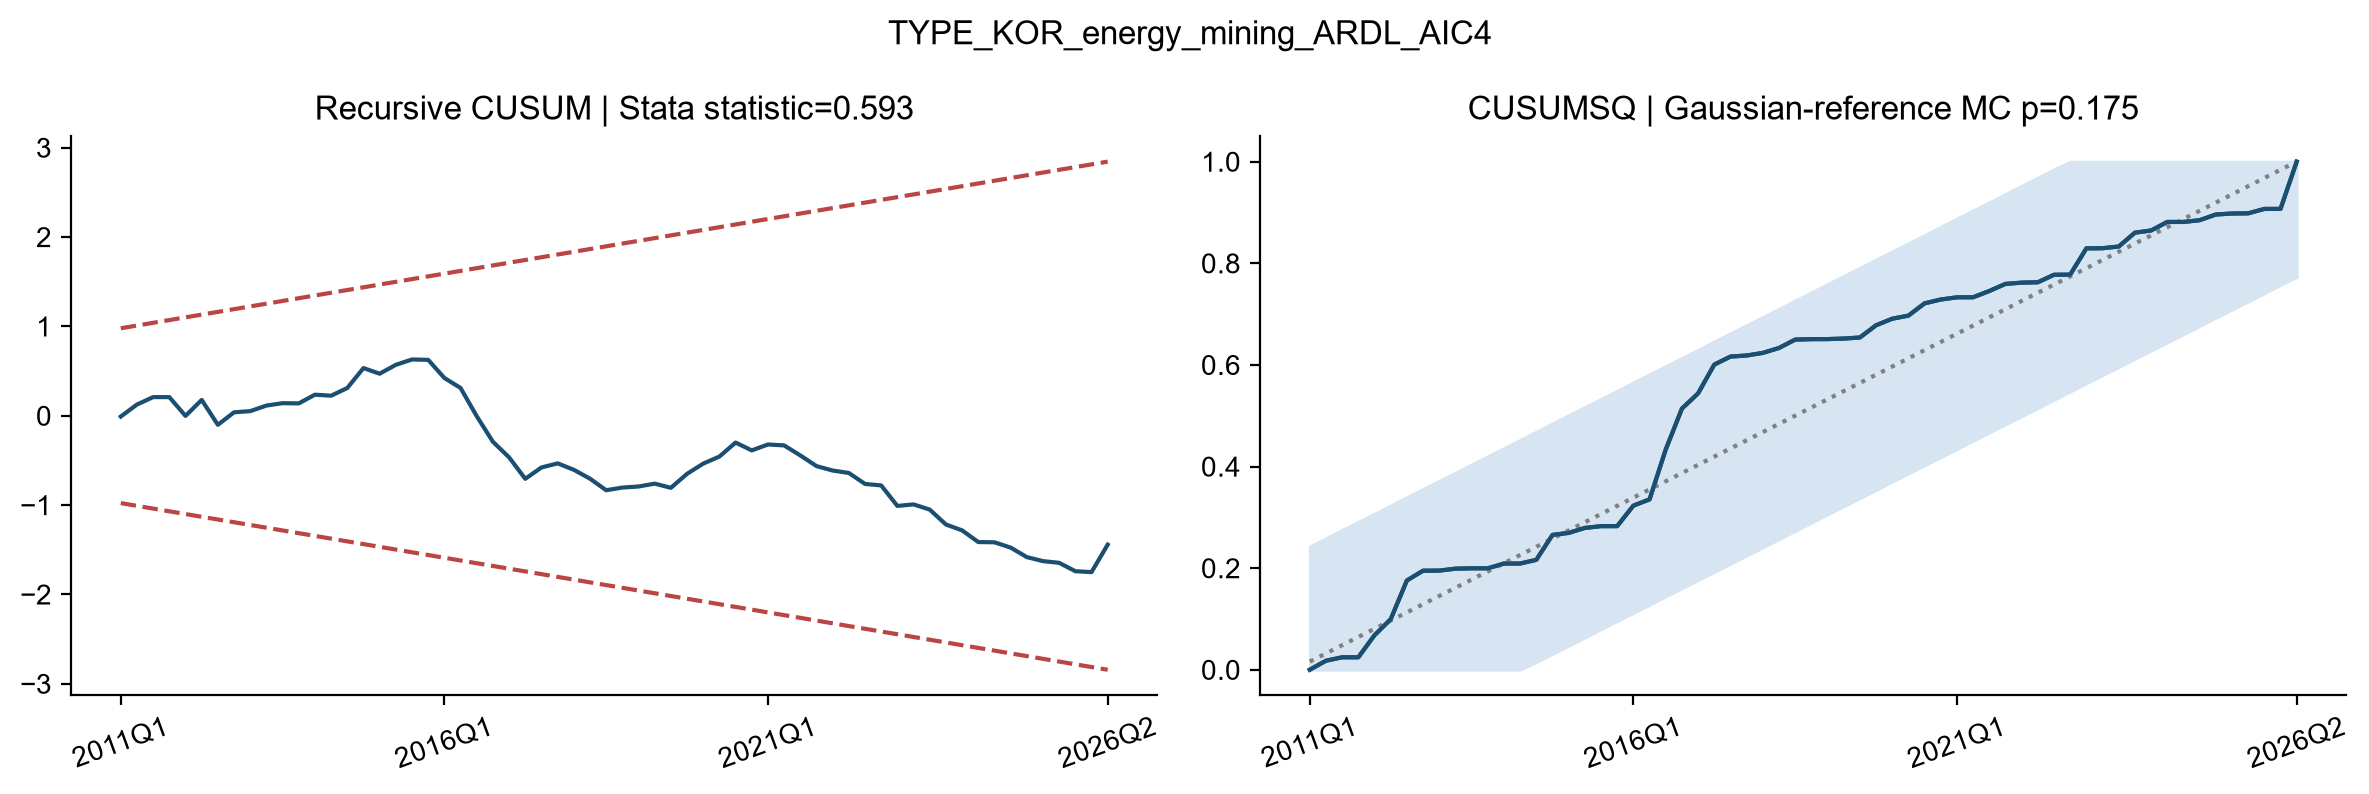 TYPE_KOR_energy_mining_ARDL_AIC4
Recursive CUSUM | Stata statistic=0.593
3
2
1
0
−1
−2
−3
2011Q1
2016Q1
2021Q1
2026Q2
CUSUMSQ | Gaussian-reference MC p=0.175
1.0
0.8
0.6
0.4
0.2
0.0
2011Q1
2016Q1
2021Q1
2026Q2